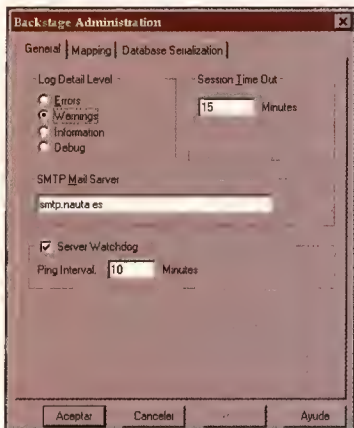 Backstage Administration
General | Mapping | Database Serialization
Log Detail Level
Errors
Warnings
Information
Debug
Session Time Out
15 Minutes
SMTP Mail Server
smtp.nauta.es
Server Watchdog
Ping Interval. 10 Minutes
Aceptar Cancelar Ayuda